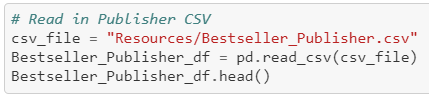 # Read in Publisher CSV
csv_file = "Resources/Bestseller_Publisher.csv"
Bestseller_Publisher_df = pd.read_csv(csv_file)
Bestseller_Publisher_df.head()